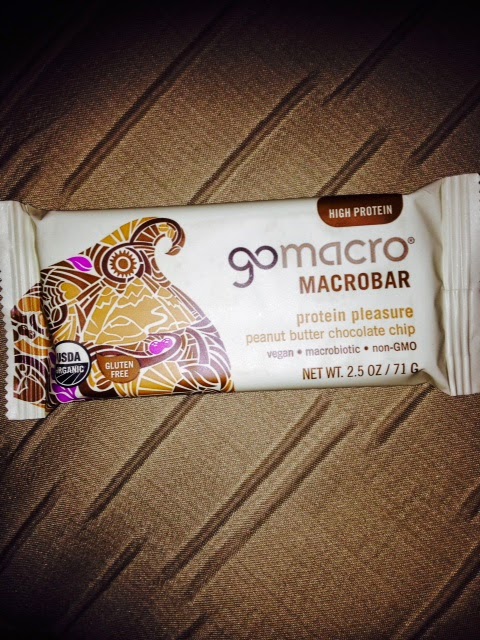 HIGH PROTEIN
gomacro®
MACROBAR
protein pleasure
peanut butter chocolate chip
vegan • macrobiotic • non-GMO
NET WT. 2.5 OZ / 71 G
USDA
ORGANIC
GLUTEN
FREE